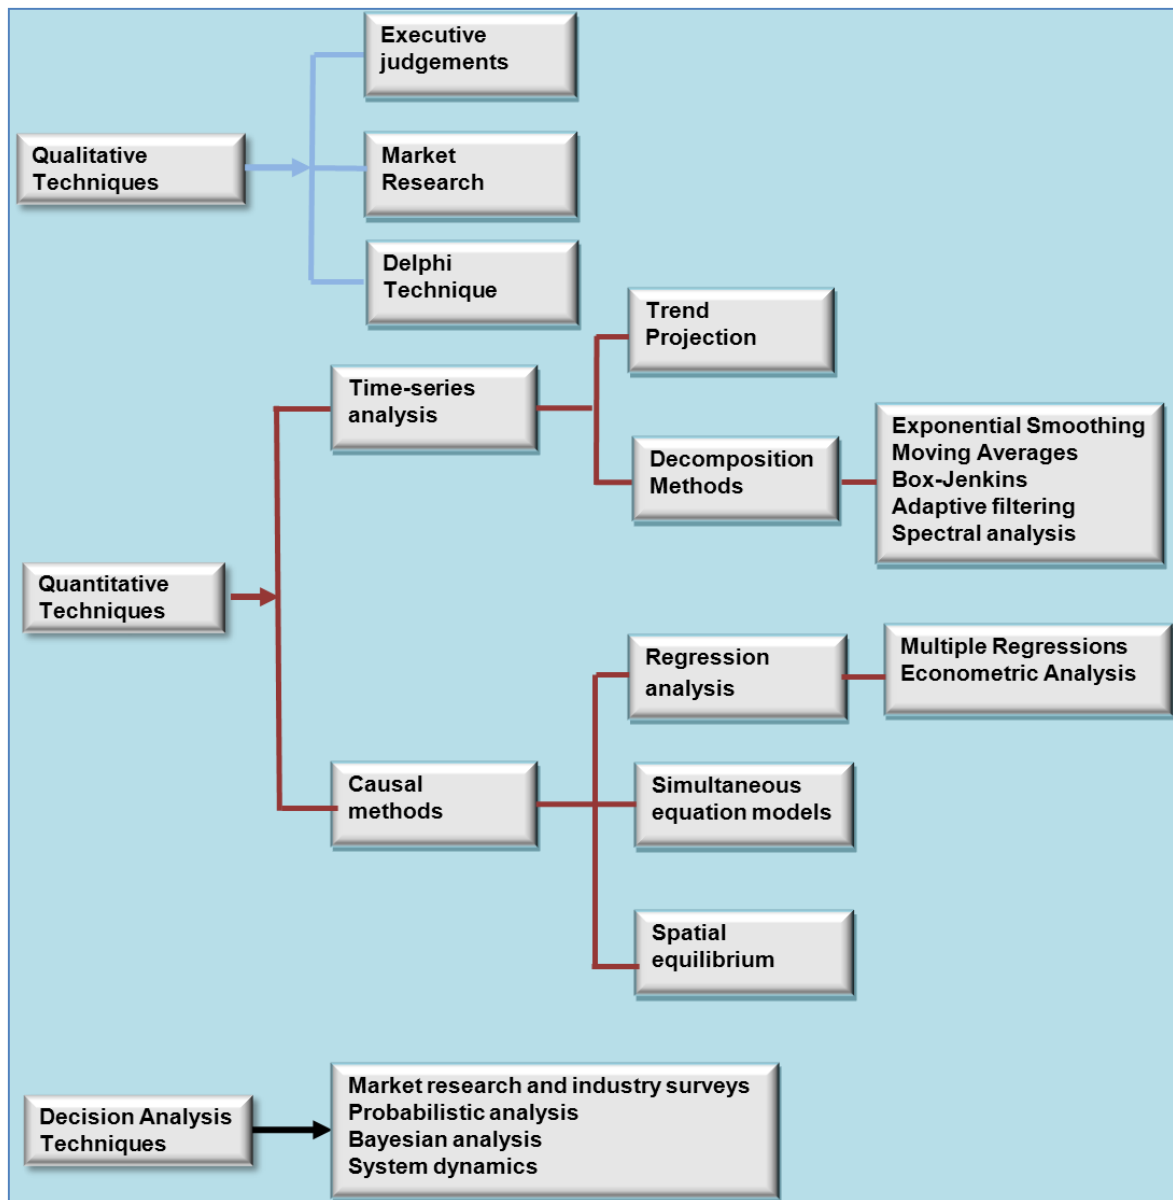 Executive
judgements
Qualitative
Techniques
Market
Research
Delphi
Technique
Trend
Projection
Time-series
analysis
Decomposition
Methods
Exponential Smoothing
Moving Averages
Box-Jenkins
Adaptive filtering
Spectral analysis
Quantitative
Techniques
Regression
analysis
Multiple Regressions
Econometric Analysis
Causal
methods
Simultaneous
equation models
Spatial
equilibrium
Decision Analysis
Techniques
Market research and industry surveys
Probabilistic analysis
Bayesian analysis
System dynamics